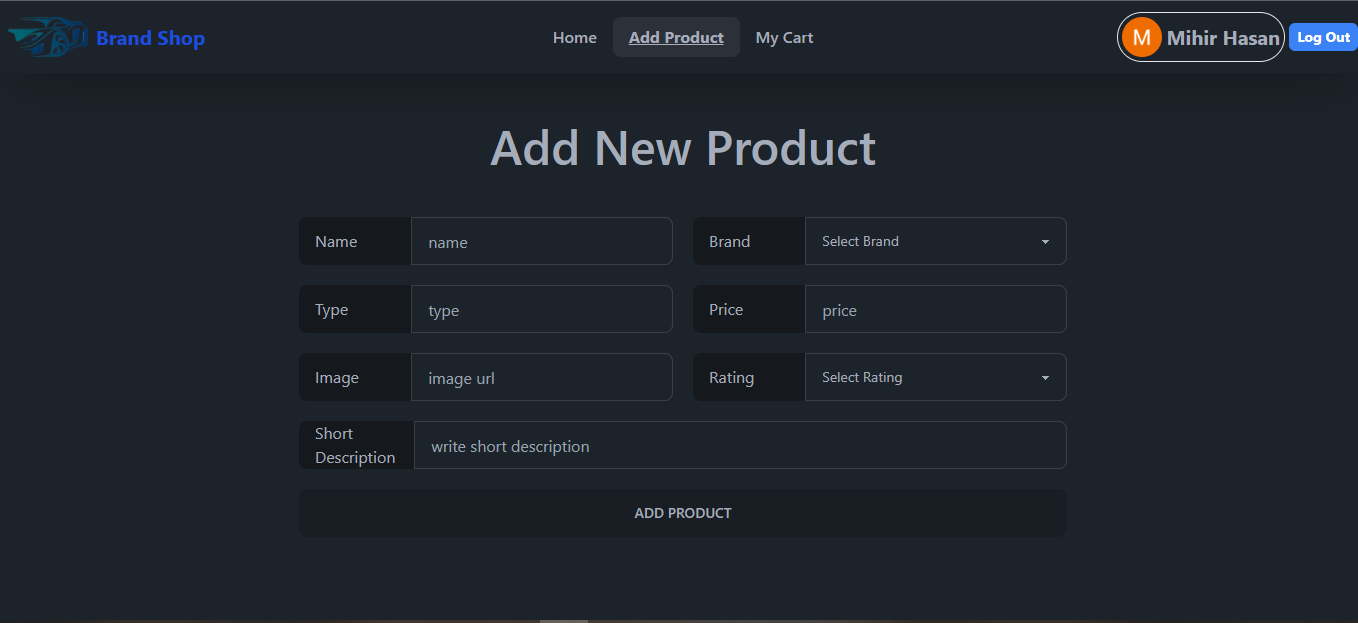 Brand Shop
Home
Add Product
My Cart
M
Mihir Hasan
Log Out
Add New Product
Name
name
Brand
Select Brand
Type
type
Price
price
Image
image url
Rating
Select Rating
Short
Description
write short description
ADD PRODUCT